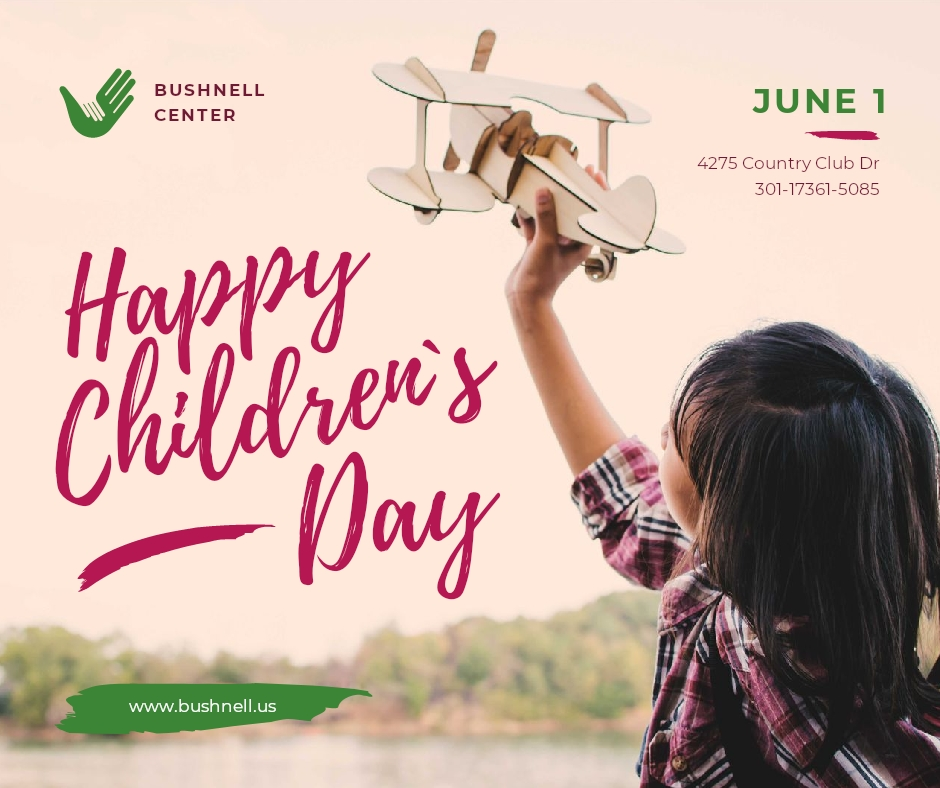 BUSHNELL
CENTER
JUNE 1
4275 Country Club Dr
301-17361-5085
Happy
Children`s
Day
www.bushnell.us